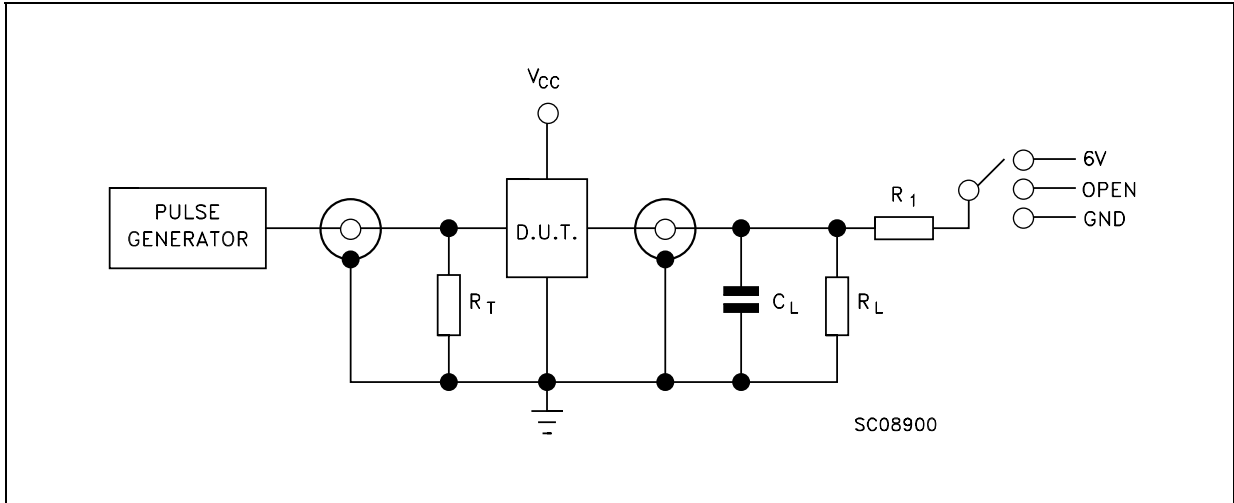 VCC
6V
OPEN
GND
R1
PULSE
GENERATOR
D.U.T.
RT
CL
RL
SC08900